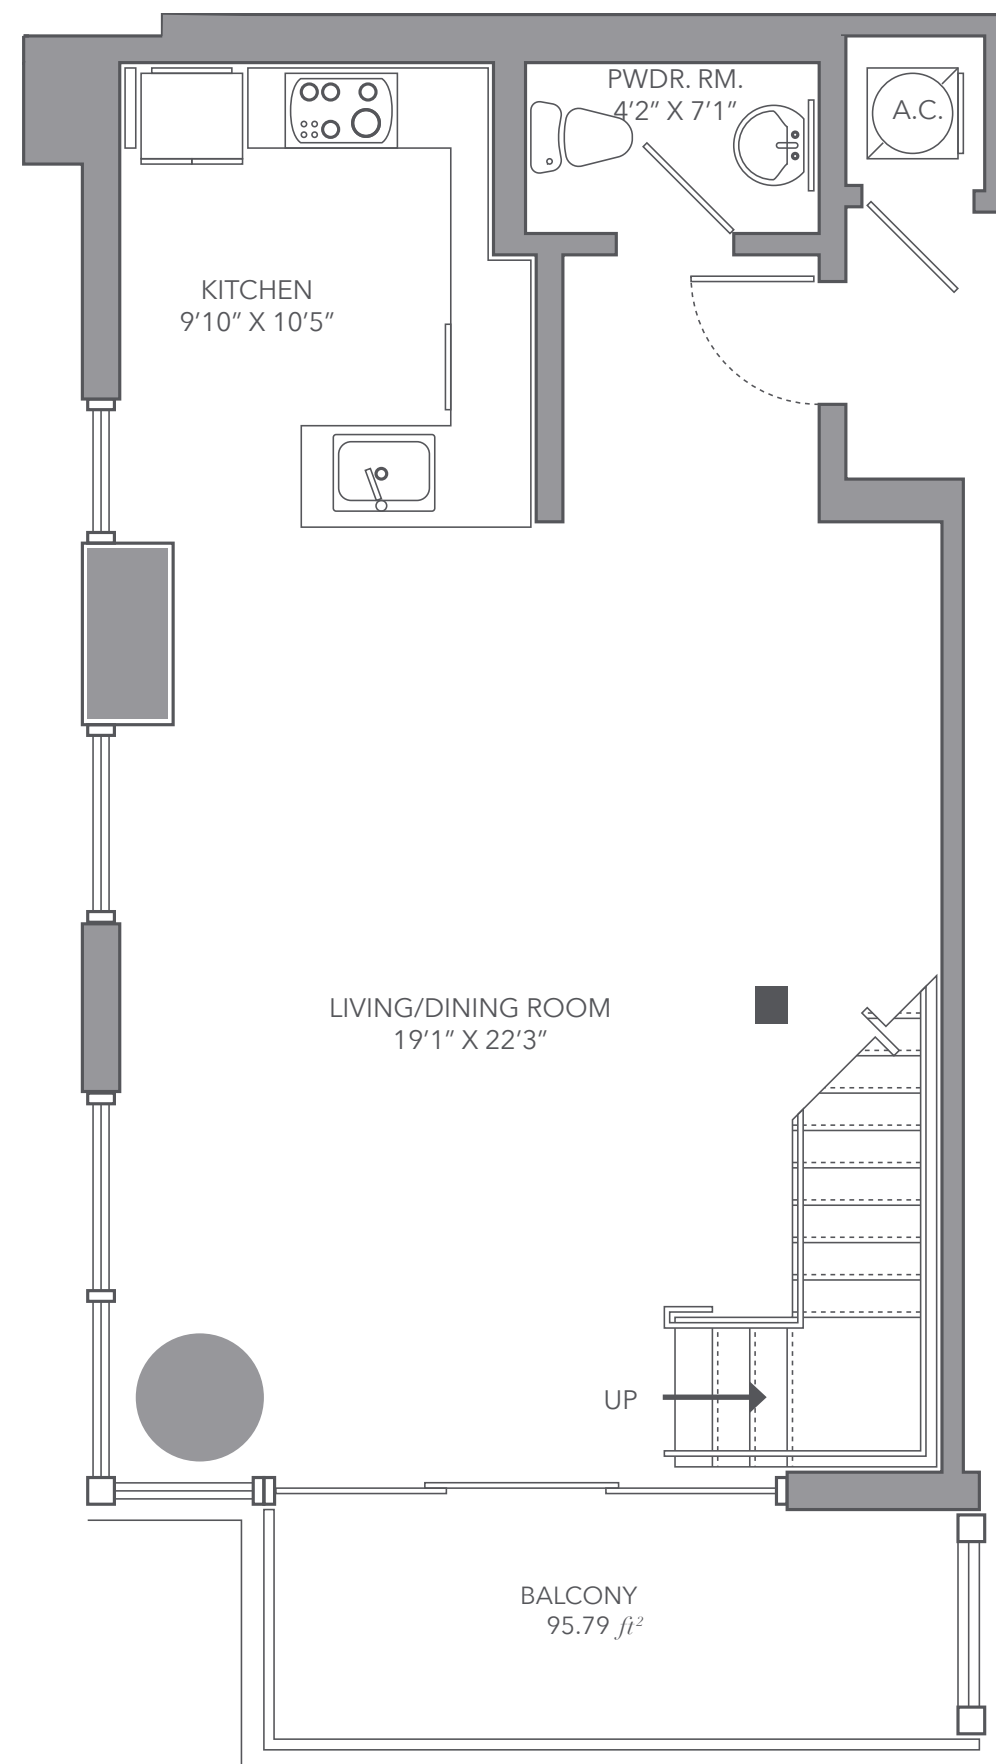 PWDR. RM.
4’2” X 7’1”
A.C.
KITCHEN
9’10” X 10’5”
LIVING/DINING ROOM
19’1” X 22’3”
UP
BALCONY
95.79 ft²